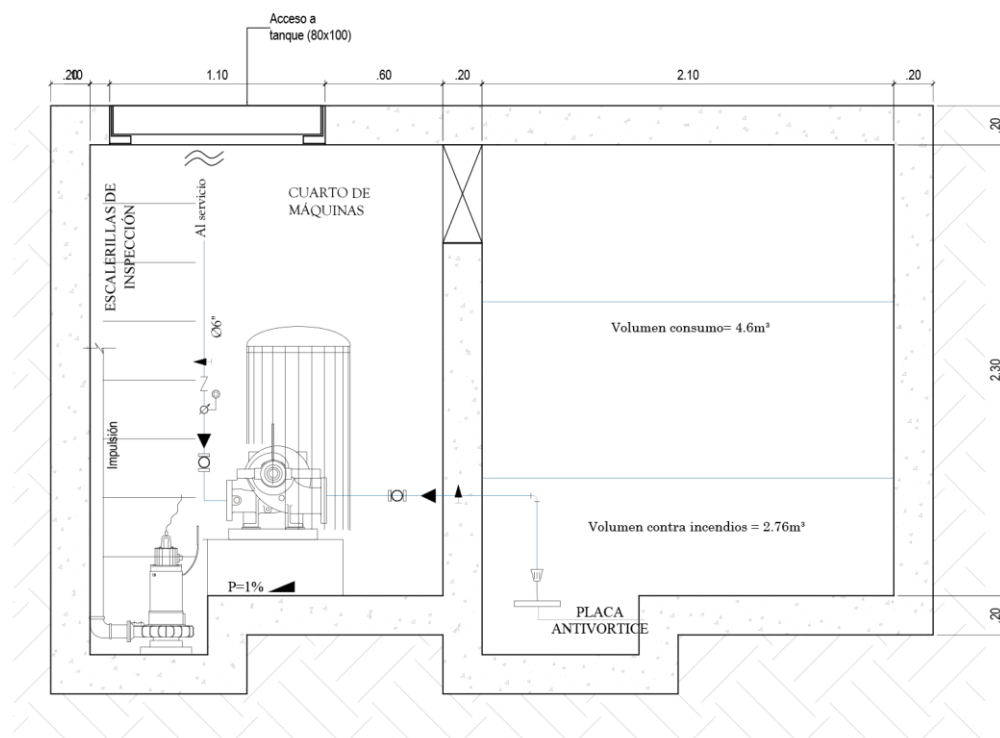 Acceso a
tanque (80x100)
.20
.10
1.10
.60
.20
2.10
.20
.20
ESCALERILLAS DE
INSPECCIÓN
Al servicio
CUARTO DE
MÁQUINAS
Ø6"
Volumen consumo= 4.6m³
2.30
Impulsión
Volumen contra incendios = 2.76m³
P=1%
PLACA
ANTIVORTICE
.20